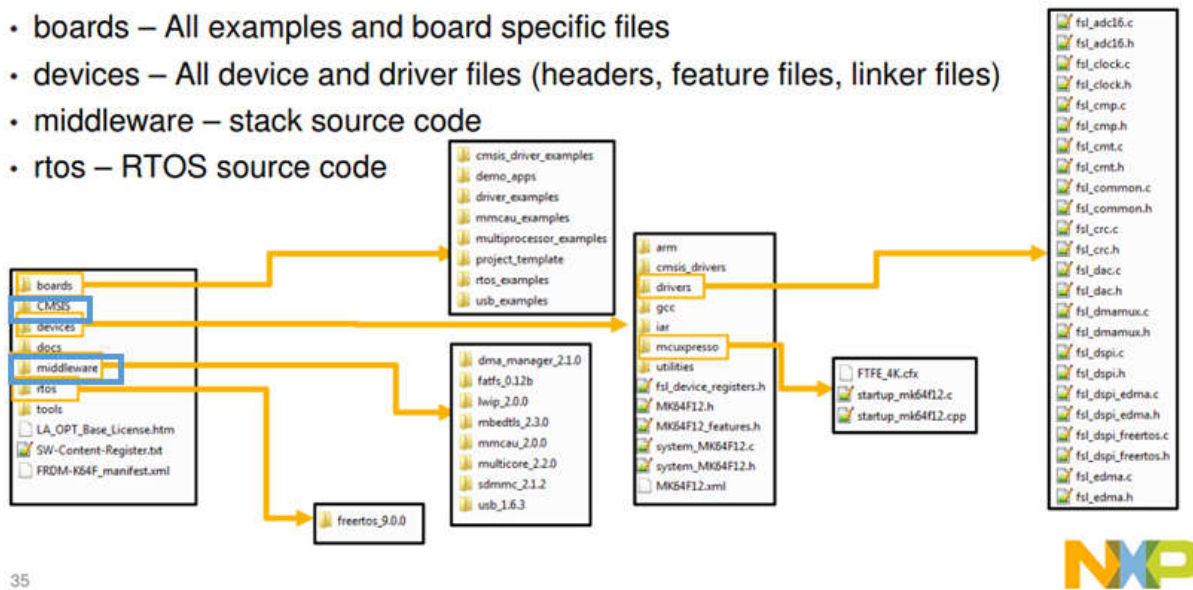 • boards – All examples and board specific files
• devices – All device and driver files (headers, feature files, linker files)
• middleware – stack source code
• rtos – RTOS source code
boards
CMSIS
devices
docs
middleware
rtos
tools
LA_OPT_Base_License.htm
SW-Content-Register.txt
FRDM-K64F_manifest.xml
cmsis_driver_examples
demo_apps
driver_examples
mmcau_examples
multiprocessor_examples
project_template
rtos_examples
usb_examples
dma_manager_2.1.0
fatfs_0.12b
lwip_2.0.0
mbedtls_2.3.0
mmcau_2.0.0
multicore_2.2.0
sdmmc_2.1.2
usb_1.6.3
freertos_9.0.0
arm
cmsis_drivers
drivers
gcc
iar
mcuxpresso
utilities
fsl_device_registers.h
MK64F12.h
MK64F12_features.h
system_MK64F12.c
system_MK64F12.h
MK64F12.xml
FTFE_4K.cfx
startup_mk64f12.c
startup_mk64f12.cpp
fsl_adc16.c
fsl_adc16.h
fsl_clock.c
fsl_clock.h
fsl_cmp.c
fsl_cmp.h
fsl_cmt.c
fsl_cmt.h
fsl_common.c
fsl_common.h
fsl_crc.c
fsl_crc.h
fsl_dac.c
fsl_dac.h
fsl_dmamux.c
fsl_dmamux.h
fsl_dspi.c
fsl_dspi.h
fsl_dspi_edma.c
fsl_dspi_edma.h
fsl_dspi_freertos.c
fsl_dspi_freertos.h
fsl_edma.c
fsl_edma.h
35
NXP